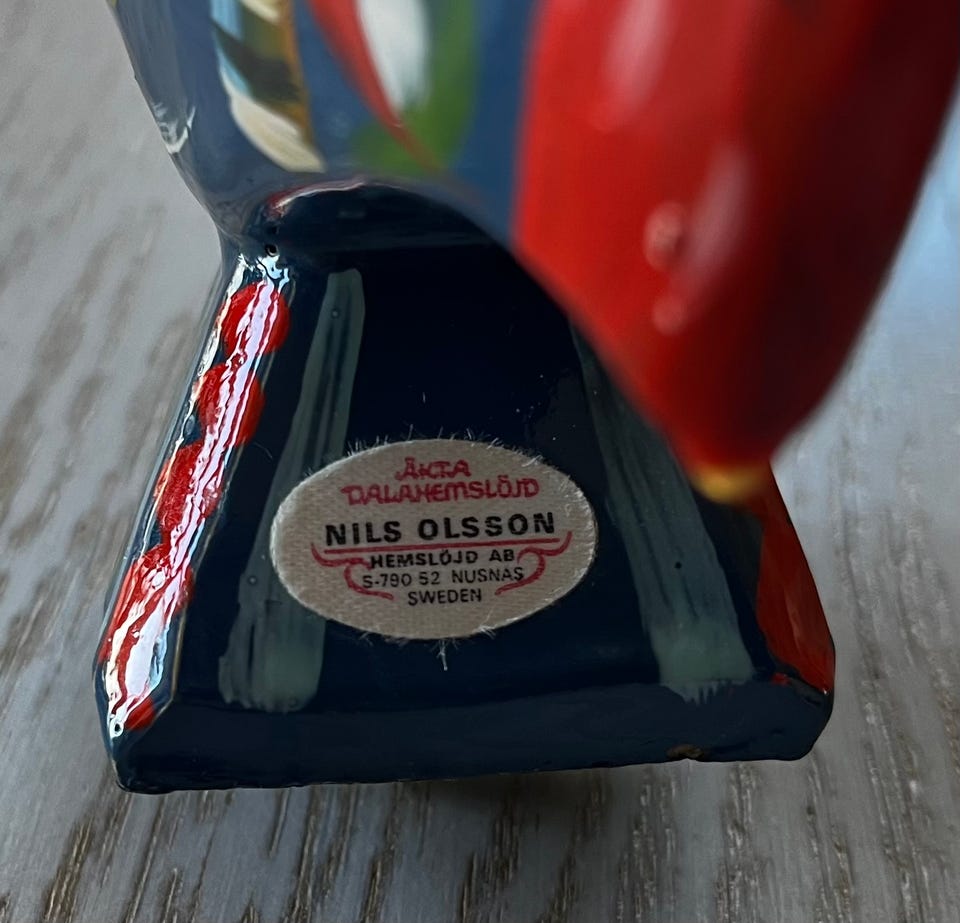 ÄKTA
DALAHEMSLÖJD
NILS OLSSON
HEMSLÖJD AB
S-790 52 NUSNÄS
SWEDEN